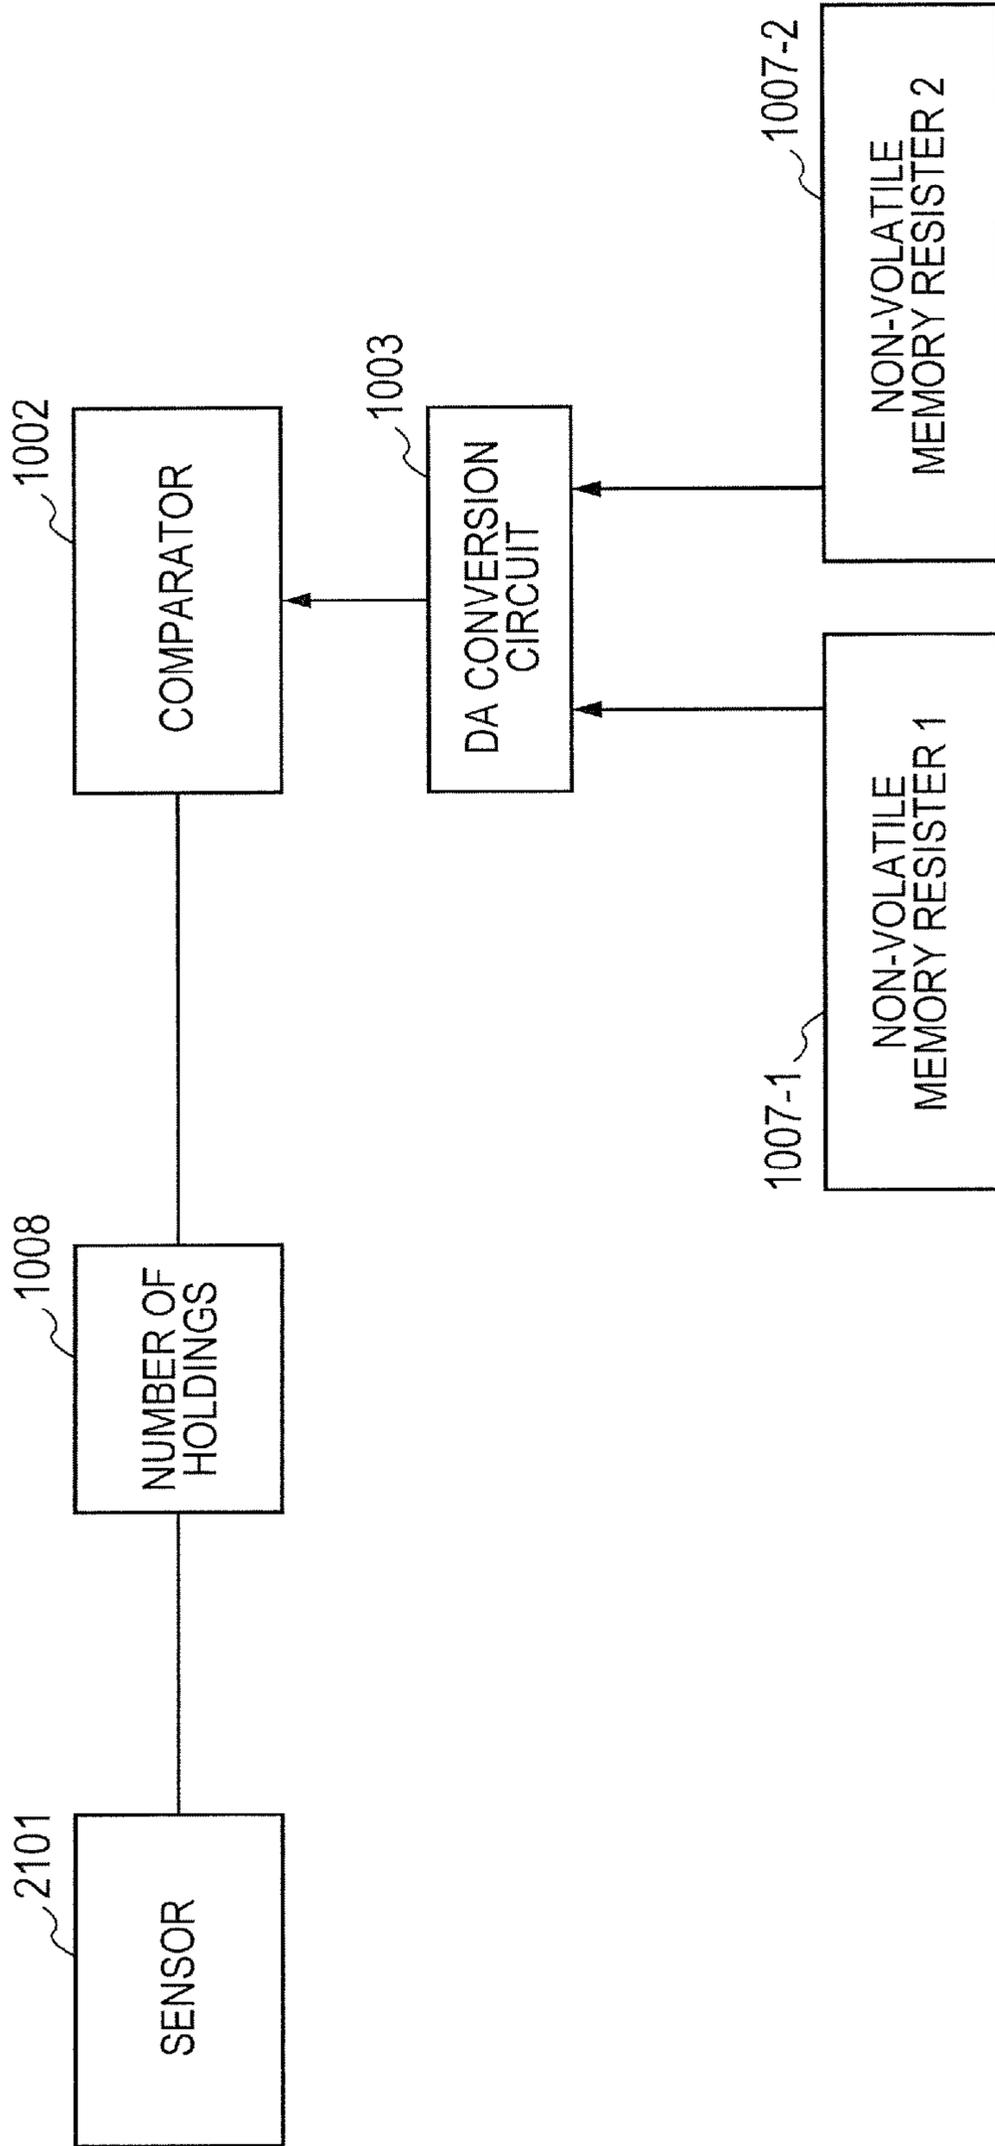 2101
SENSOR
1008
NUMBER OF
HOLDINGS
1002
COMPARATOR
1003
DA CONVERSION
CIRCUIT
1007-1
NON-VOLATILE
MEMORY RESISTER 1
1007-2
NON-VOLATILE
MEMORY RESISTER 2